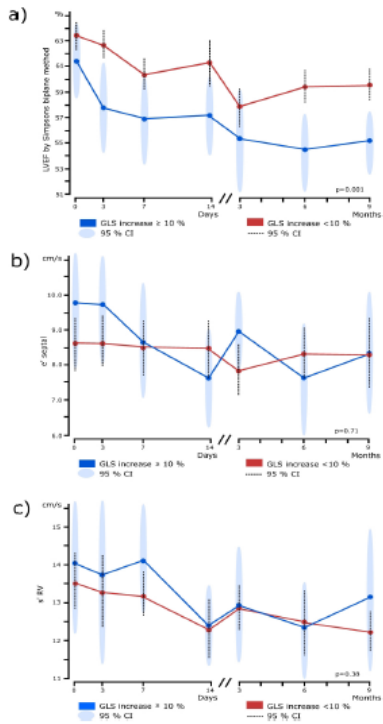 a)
%
LVEF by Simpsons biplane method
63
61
59
57
55
53
51
0 3 7 14 3 6 9
Days Months
p=0.001
GLS increase ≥ 10 % GLS increase <10 %
95 % CI 95 % CI
b)
cm/s
e' septal
10.0
9.0
8.0
7.0
6.0
0 3 7 14 3 6 9
Days Months
p=0.71
GLS increase ≥ 10 % GLS increase <10 %
95 % CI 95 % CI
c)
cm/s
s' RV
15
14
13
12
11
0 3 7 14 3 6 9
Days Months
p=0.38
GLS increase ≥ 10 % GLS increase <10 %
95 % CI 95 % CI